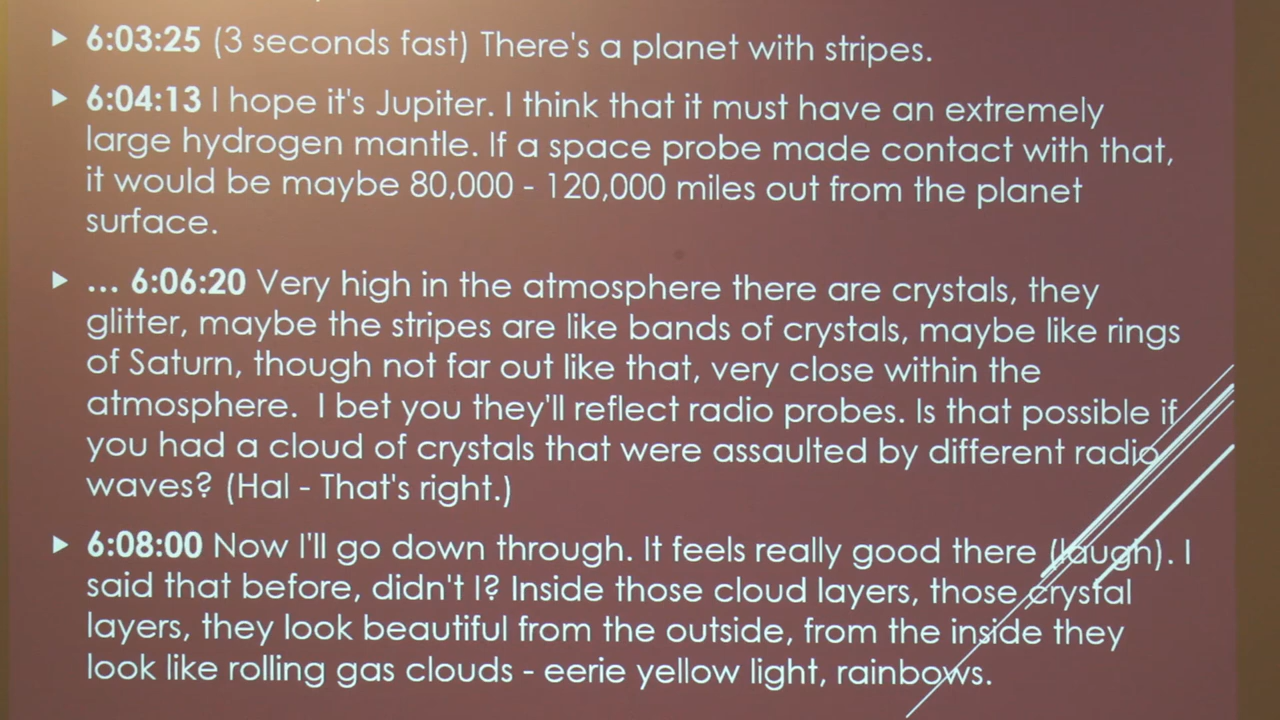 ▶ 6:03:25 (3 seconds fast) There's a planet with stripes.
▶ 6:04:13 I hope it's Jupiter. I think that it must have an extremely
large hydrogen mantle. If a space probe made contact with that,
it would be maybe 80,000 - 120,000 miles out from the planet
surface.
▶ ... 6:06:20 Very high in the atmosphere there are crystals, they
glitter, maybe the stripes are like bands of crystals, maybe like rings
of Saturn, though not far out like that, very close within the
atmosphere. I bet you they'll reflect radio probes. Is that possible if
you had a cloud of crystals that were assaulted by different radio
waves? (Hal - That's right.)
▶ 6:08:00 Now I'll go down through. It feels really good there (laugh). I
said that before, didn't I? Inside those cloud layers, those crystal
layers, they look beautiful from the outside, from the inside they
look like rolling gas clouds - eerie yellow light, rainbows.